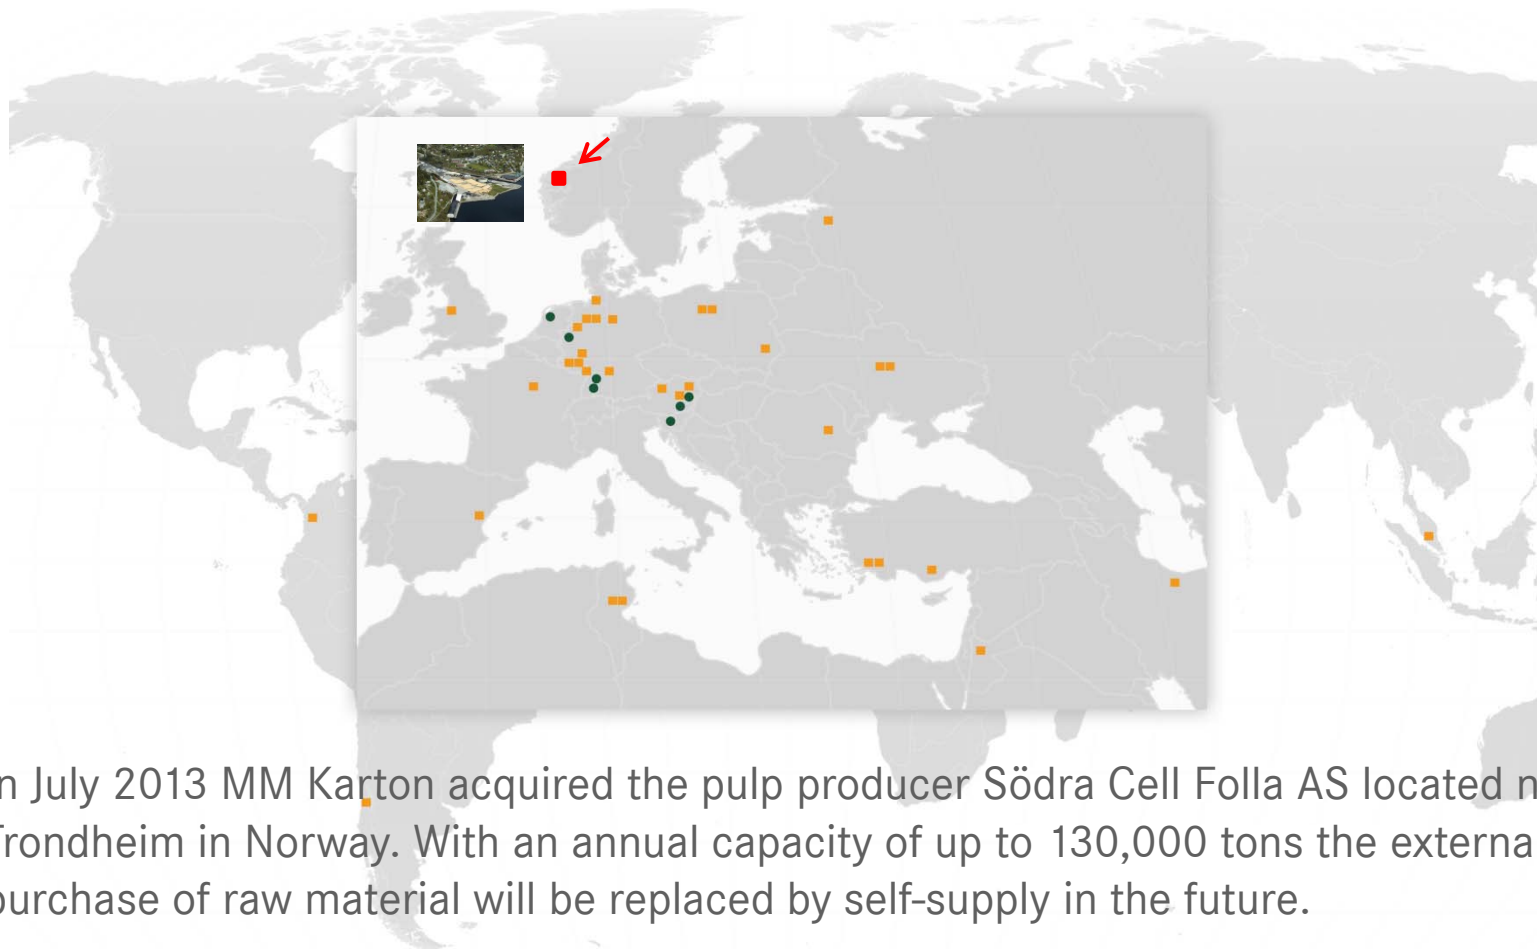 n July 2013 MM Karton acquired the pulp producer Södra Cell Folla AS located n
Trondheim in Norway. With an annual capacity of up to 130,000 tons the externa
purchase of raw material will be replaced by self-supply in the future.